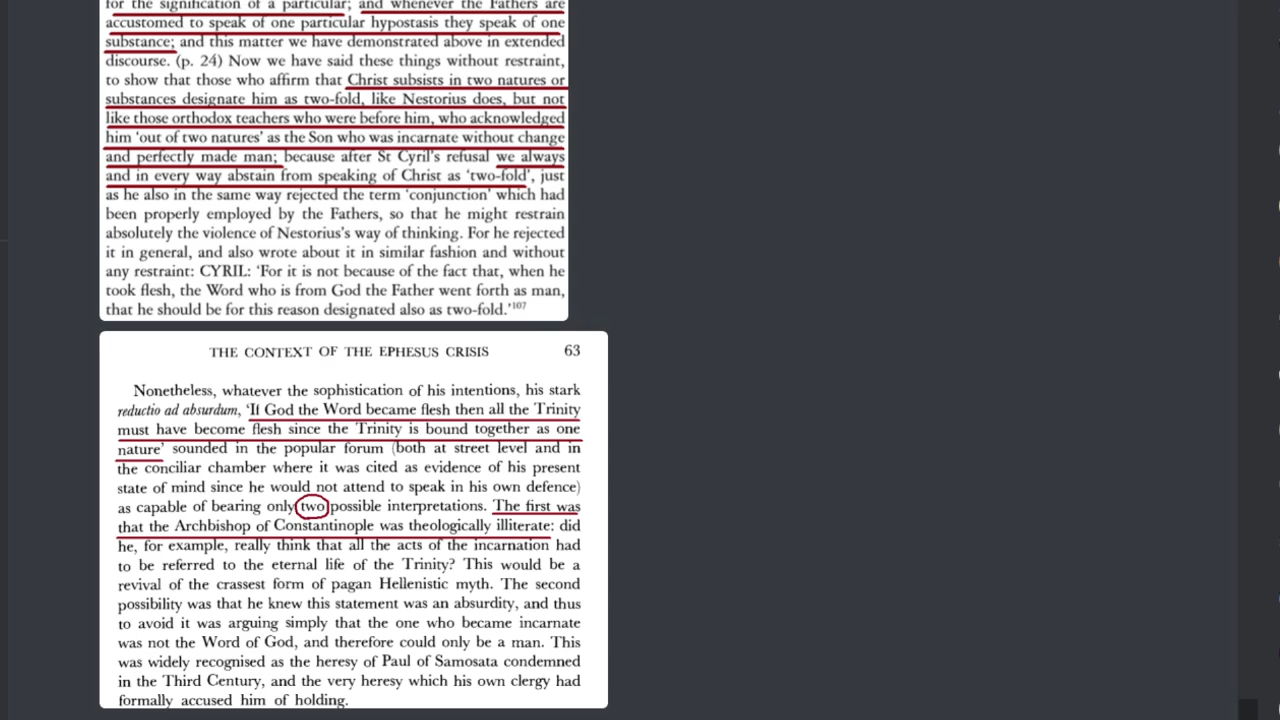 for the signification of a particular; and whenever the Fathers are
accustomed to speak of one particular hypostasis they speak of one
substance; and this matter we have demonstrated above in extended
discourse. (p. 24) Now we have said these things without restraint,
to show that those who affirm that Christ subsists in two natures or
substances designate him as two-fold, like Nestorius does, but not
like those orthodox teachers who were before him, who acknowledged
him ‘out of two natures’ as the Son who was incarnate without change
and perfectly made man; because after St Cyril's refusal we always
and in every way abstain from speaking of Christ as ‘two-fold’, just
as he also in the same way rejected the term ‘conjunction’ which had
been properly employed by the Fathers, so that he might restrain
absolutely the violence of Nestorius's way of thinking. For he rejected
it in general, and also wrote about it in similar fashion and without
any restraint: CYRIL: ‘For it is not because of the fact that, when he
took flesh, the Word who is from God the Father went forth as man,
that he should be for this reason designated also as two-fold.’107
THE CONTEXT OF THE EPHESUS CRISIS 63
Nonetheless, whatever the sophistication of his intentions, his stark
reductio ad absurdum, ‘If God the Word became flesh then all the Trinity
must have become flesh since the Trinity is bound together as one
nature’ sounded in the popular forum (both at street level and in
the conciliar chamber where it was cited as evidence of his present
state of mind since he would not attend to speak in his own defence)
as capable of bearing only two possible interpretations. The first was
that the Archbishop of Constantinople was theologically illiterate: did
he, for example, really think that all the acts of the incarnation had
to be referred to the eternal life of the Trinity? This would be a
revival of the crassest form of pagan Hellenistic myth. The second
possibility was that he knew this statement was an absurdity, and thus
to avoid it was arguing simply that the one who became incarnate
was not the Word of God, and therefore could only be a man. This
was widely recognised as the heresy of Paul of Samosata condemned
in the Third Century, and the very heresy which his own clergy had
formally accused him of holding.